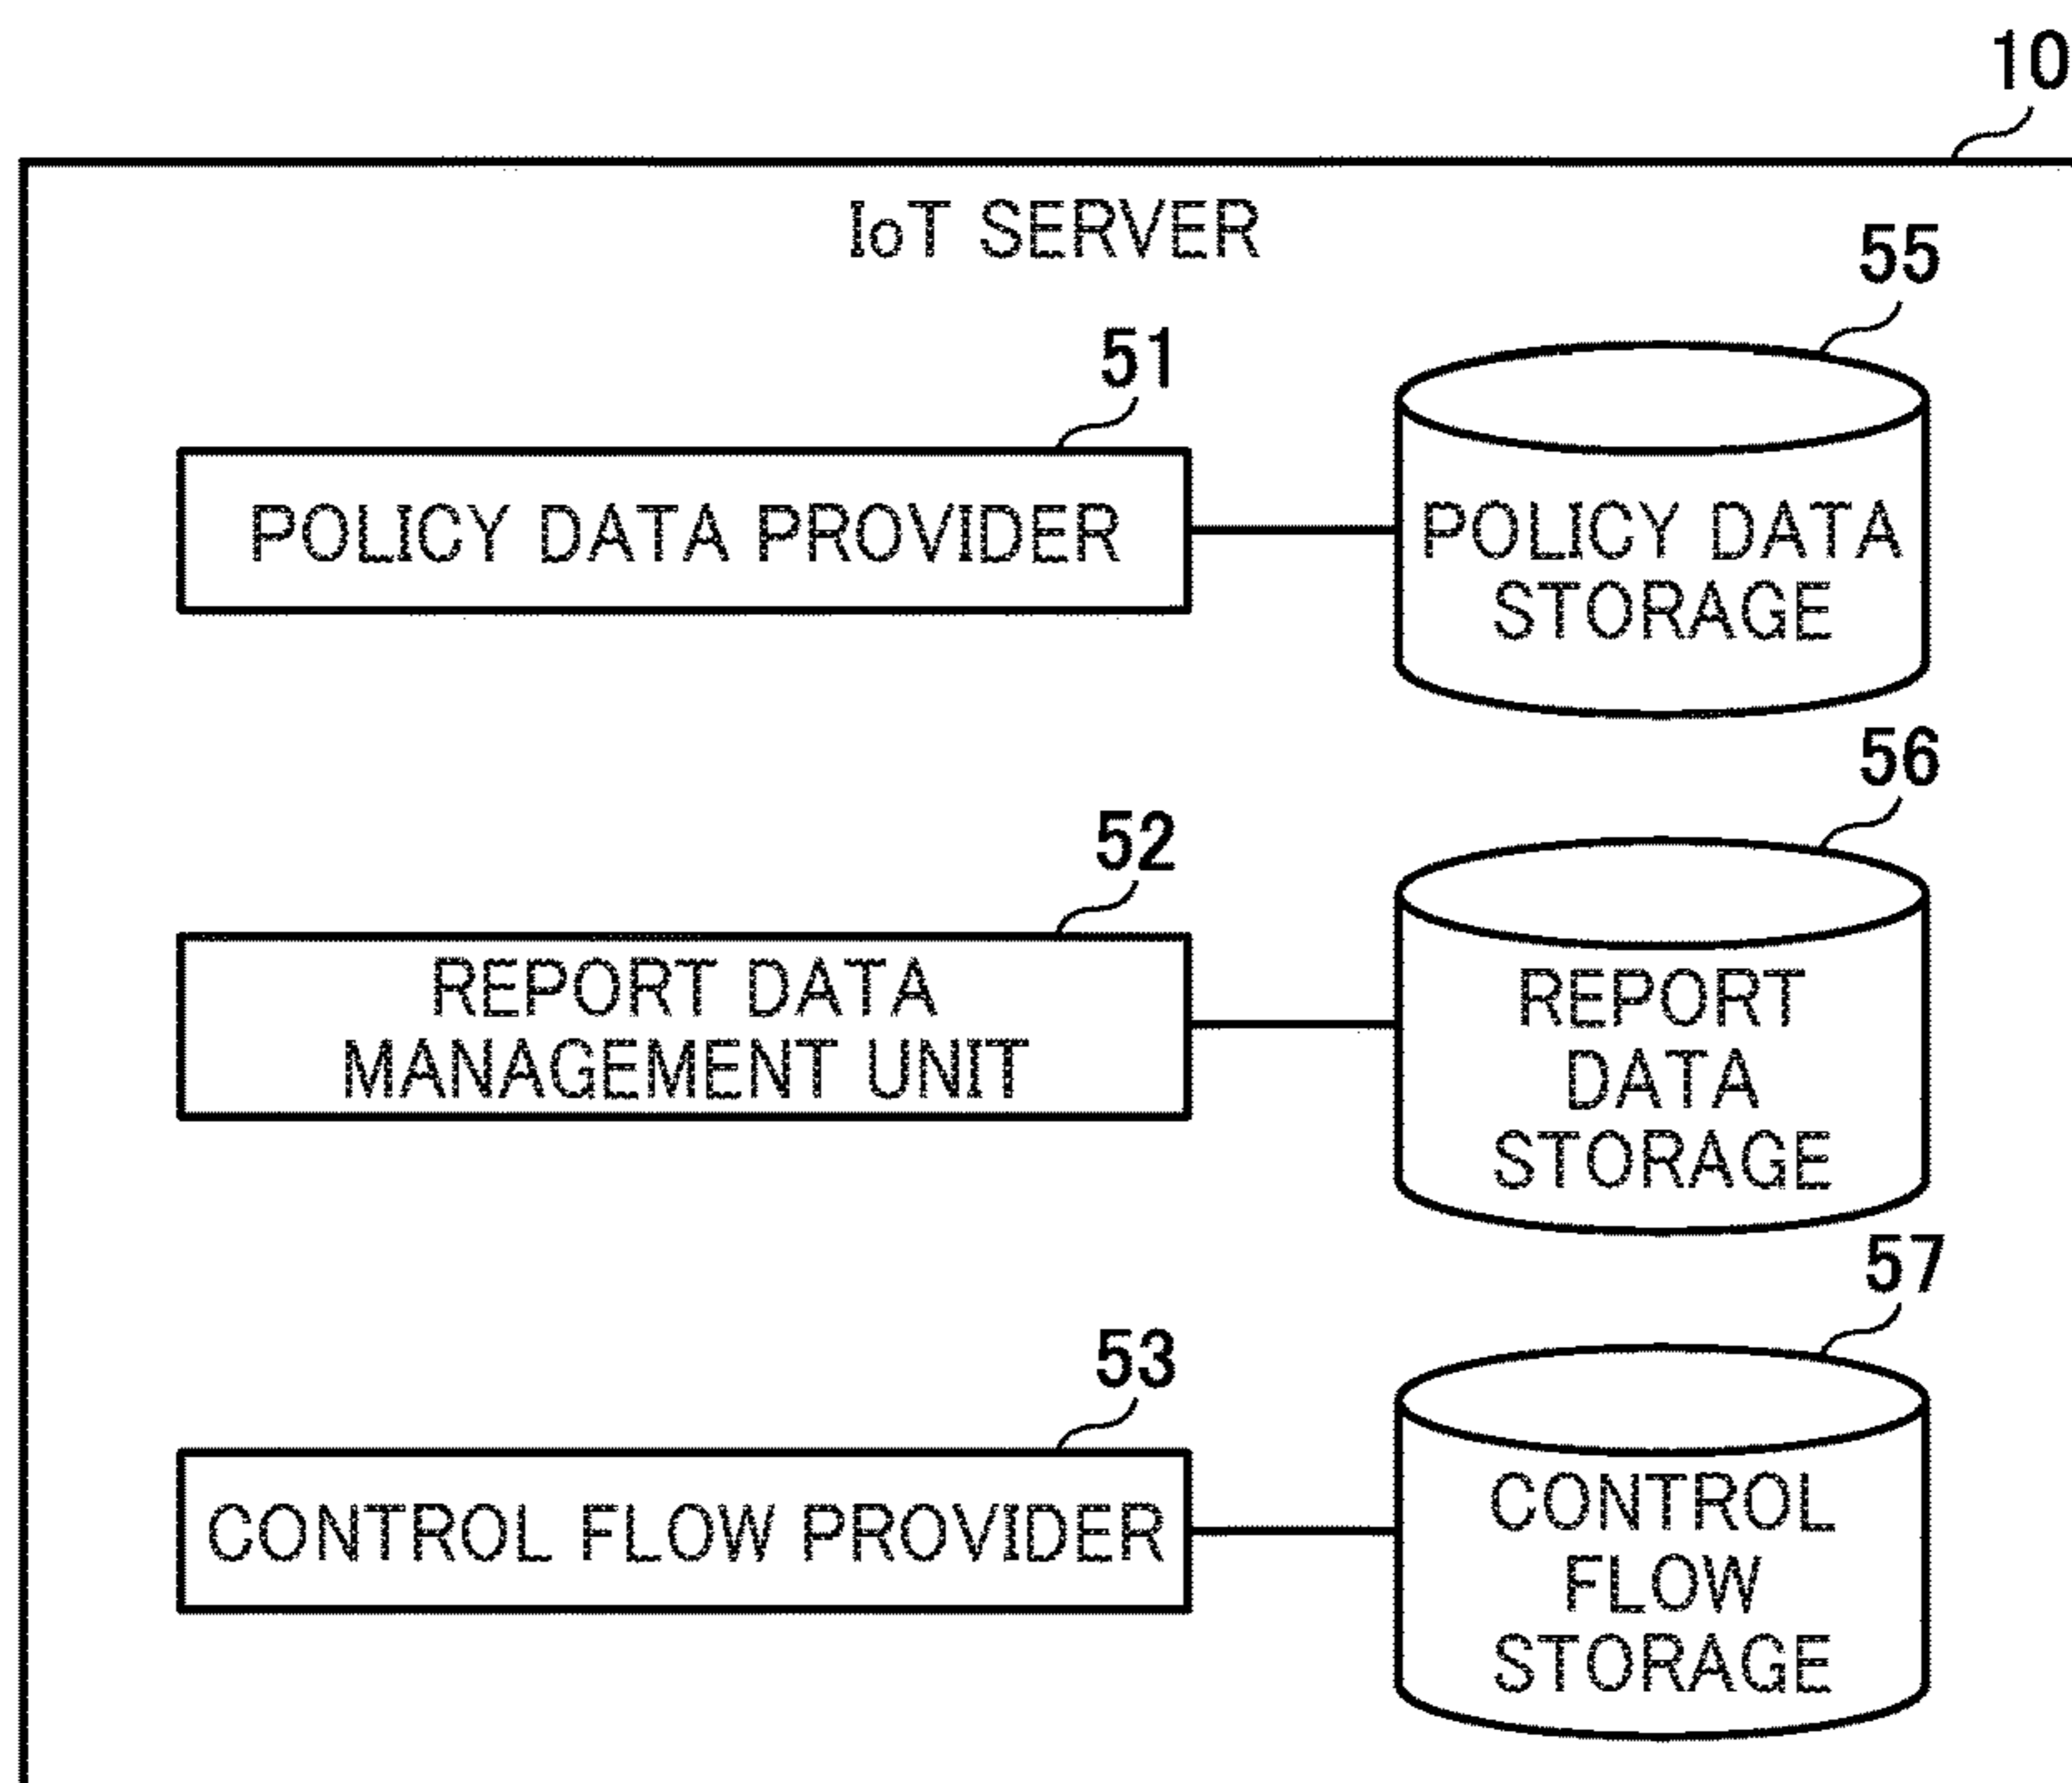 10
IoT SERVER
55
51
POLICY DATA PROVIDER
POLICY DATA
STORAGE
56
52
REPORT DATA
MANAGEMENT UNIT
REPORT
DATA
STORAGE
57
53
CONTROL FLOW PROVIDER
CONTROL
FLOW
STORAGE